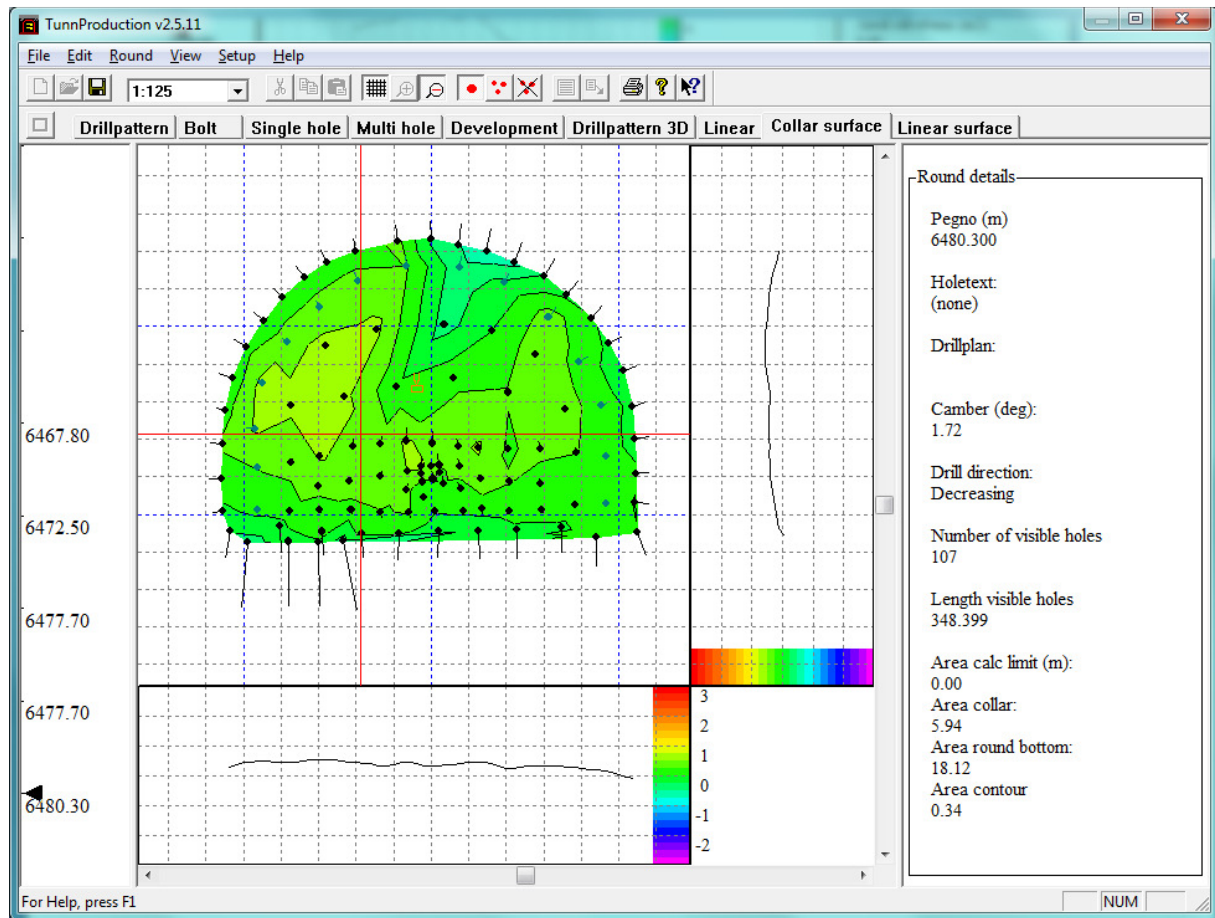 TunnProduction v2.5.11
File Edit Round View Setup Help
1:125
Drillpattern Bolt Single hole Multi hole Development Drillpattern 3D Linear Collar surface Linear surface
6467.80
6472.50
6477.70
6477.70
6480.30
3
2
1
0
-1
-2
Round details
Pegno (m)
6480.300
Holetext:
(none)
Drillplan:
Camber (deg):
1.72
Drill direction:
Decreasing
Number of visible holes
107
Length visible holes
348.399
Area calc limit (m):
0.00
Area collar:
5.94
Area round bottom:
18.12
Area contour
0.34
For Help, press F1
NUM